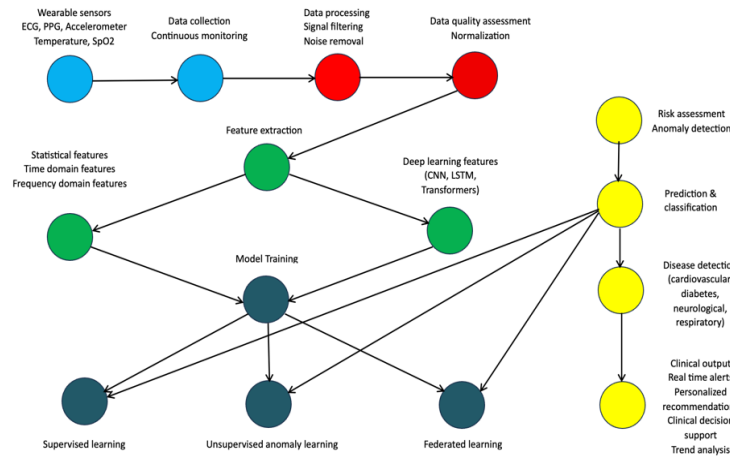 Wearable sensors
ECG, PPG, Accelerometer
Temperature, SpO2
Data collection
Continuous monitoring
Data processing
Signal filtering
Noise removal
Data quality assessment
Normalization
Risk assessment
Anomaly detection
Feature extraction
Statistical features
Time domain features
Frequency domain features
Deep learning features
(CNN, LSTM,
Transformers)
Prediction &
classification
Model Training
Disease detection
(cardiovascular
diabetes,
neurological,
respiratory)
Clinical output
Real time alerts
Personalized
recommendation
Clinical decision
support
Trend analysis
Supervised learning
Unsupervised anomaly learning
Federated learning